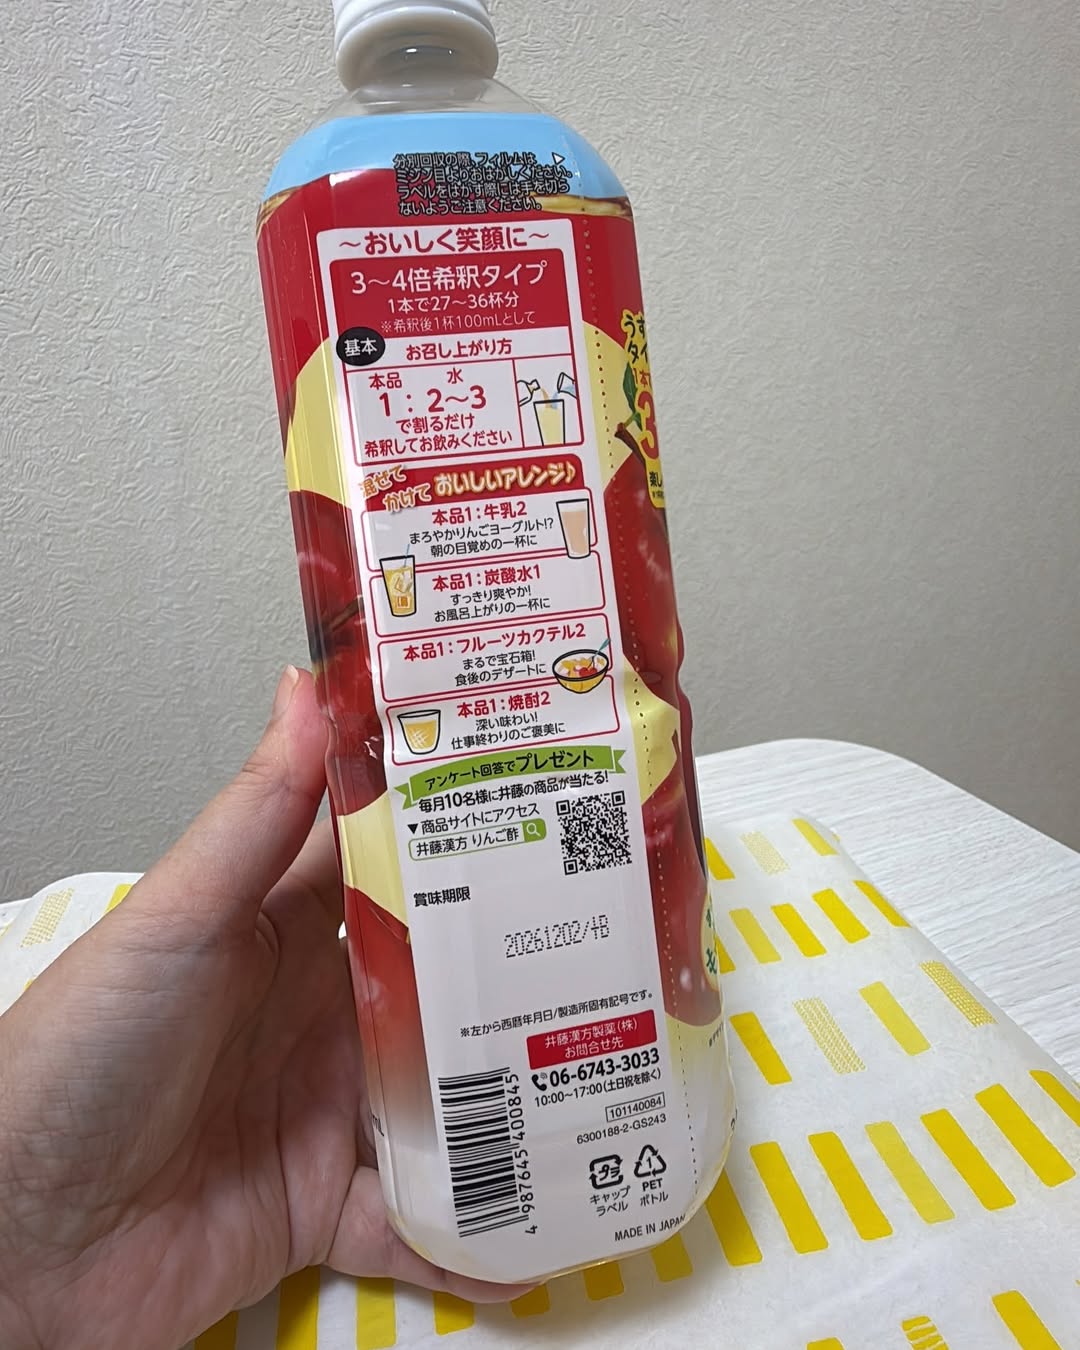 分別回収の際、フィルムは ▷
ミシン目よりおはがしください。
ラベルをはがす際には手を切ら
ないようご注意ください。
～おいしく笑顔に～
3～4倍希釈タイプ
1本で27～36杯分
※希釈後1杯100mLとして
基本 お召し上がり方
本品 水
1 : 2～3
で割るだけ
希釈してお飲みください
混ぜて
かけて おいしいアレンジ♪
本品1：牛乳2
まろやかりんごヨーグルト!?
朝の目覚めの一杯に
本品1：炭酸水1
すっきり爽やか!
お風呂上がりの一杯に
本品1：フルーツカクテル2
まるで宝石箱!
食後のデザートに
本品1：焼酎2
深い味わい!
仕事終わりのご褒美に
アンケート回答でプレゼント
毎月10名様に井藤の商品が当たる!
▼商品サイトにアクセス
井藤漢方 りんご酢
賞味期限
20261202/4B
※左から西暦年月日/製造所固有記号です。
井藤漢方製薬(株)
お問合せ先
06-6743-3033
10:00～17:00(土日祝を除く)
101140084
6300188-2-GS243
4 987645 400845
プラ
キャップ
ラベル
1
PET
ボトル
MADE IN JAPAN
うす
タイ
1本
3
楽し
mL